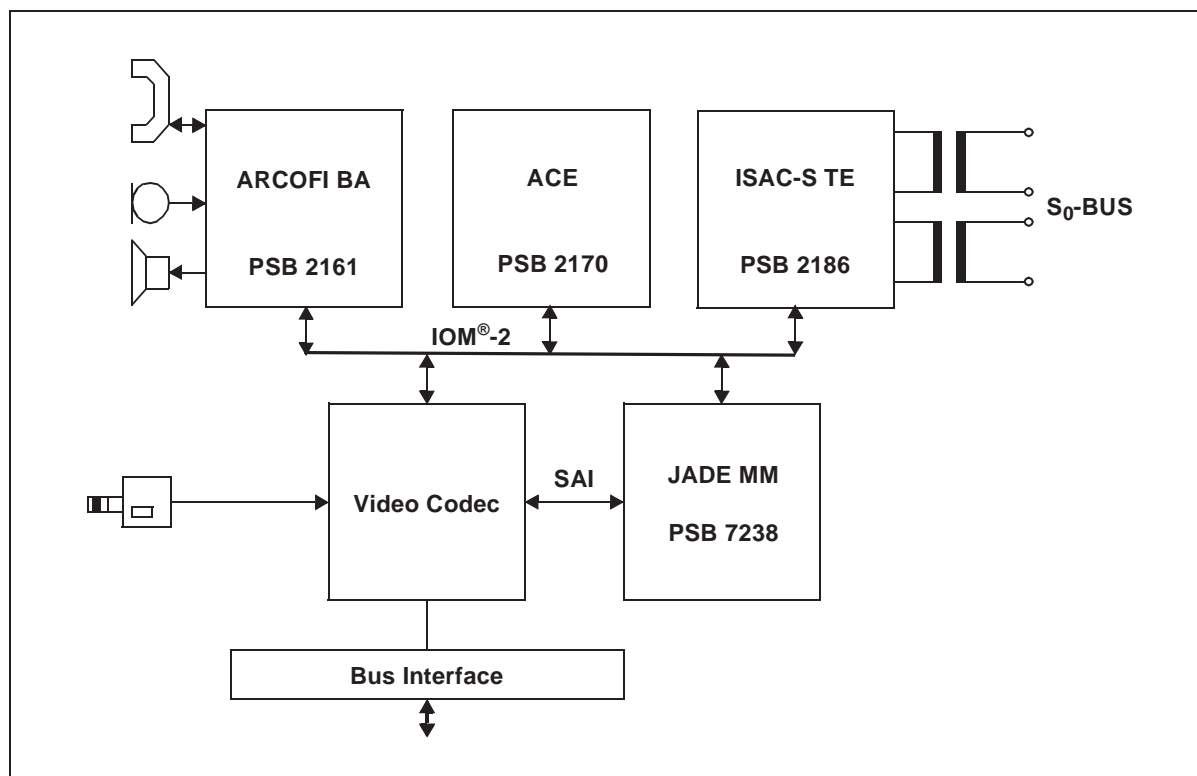 ARCOFI BA
PSB 2161
ACE
PSB 2170
ISAC-S TE
PSB 2186
S0-BUS
IOM®-2
Video Codec
SAI
JADE MM
PSB 7238
Bus Interface